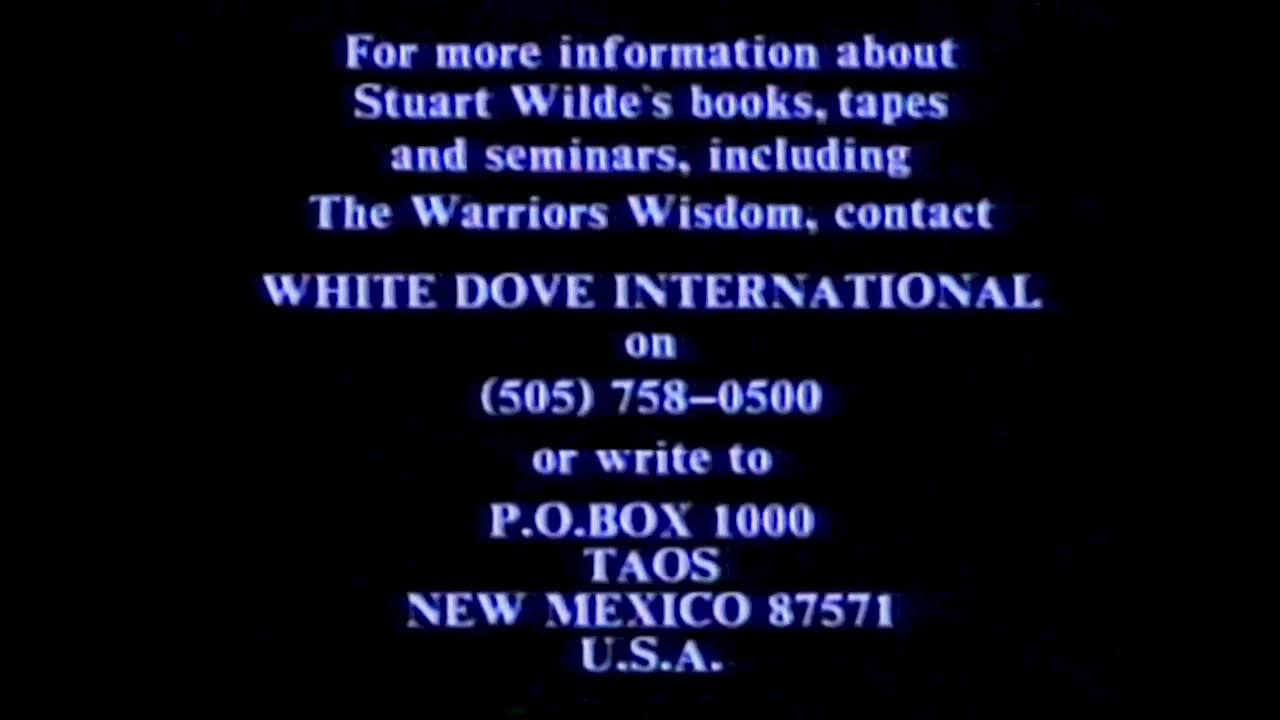 For more information about
Stuart Wilde's books, tapes
and seminars, including
The Warriors Wisdom, contact
WHITE DOVE INTERNATIONAL
on
(505) 758-0500
or write to
P.O.BOX 1000
TAOS
NEW MEXICO 87571
U.S.A.